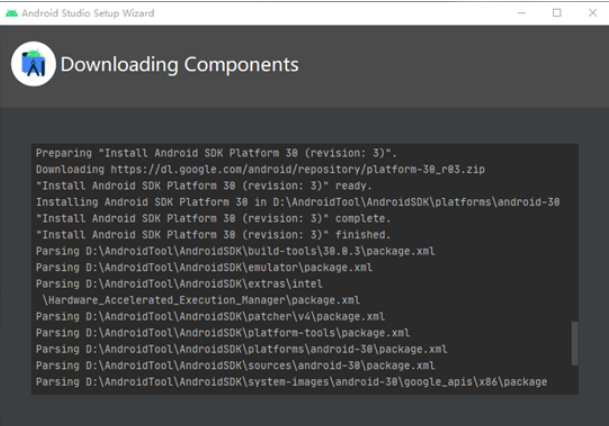 Android Studio Setup Wizard
Downloading Components
Preparing "Install Android SDK Platform 30 (revision: 3)".
Downloading https://dl.google.com/android/repository/platform-30_r03.zip
"Install Android SDK Platform 30 (revision: 3)" ready.
Installing Android SDK Platform 30 in D:\AndroidTool\AndroidSDK\platforms\android-30
"Install Android SDK Platform 30 (revision: 3)" complete.
"Install Android SDK Platform 30 (revision: 3)" finished.
Parsing D:\AndroidTool\AndroidSDK\build-tools\30.0.3\package.xml
Parsing D:\AndroidTool\AndroidSDK\emulator\package.xml
Parsing D:\AndroidTool\AndroidSDK\extras\intel
\Hardware_Accelerated_Execution_Manager\package.xml
Parsing D:\AndroidTool\AndroidSDK\patcher\v4\package.xml
Parsing D:\AndroidTool\AndroidSDK\platform-tools\package.xml
Parsing D:\AndroidTool\AndroidSDK\platforms\android-30\package.xml
Parsing D:\AndroidTool\AndroidSDK\sources\android-30\package.xml
Parsing D:\AndroidTool\AndroidSDK\system-images\android-30\google_apis\x86\package